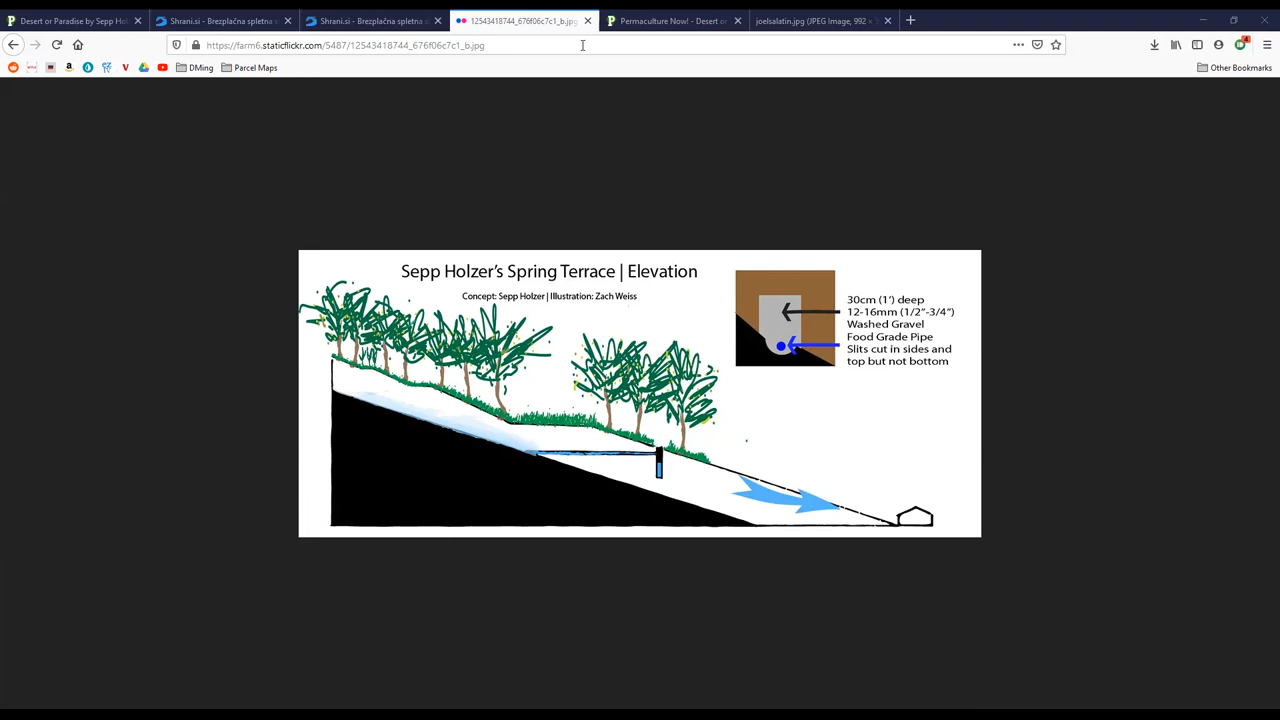 Desert or Paradise by Sepp Hol
Shrani.si - Brezplačna spletna s
Shrani.si - Brezplačna spletna s
12543418744_676f06c7c1_b.jpg
Permaculture Now! - Desert or
joelsalatin.jpg (JPEG Image, 992 ×
https://farm6.staticflickr.com/5487/12543418744_676f06c7c1_b.jpg
4
DMing
Parcel Maps
Other Bookmarks
Sepp Holzer's Spring Terrace | Elevation
Concept: Sepp Holzer | Illustration: Zach Weiss
30cm (1') deep
12-16mm (1/2"-3/4")
Washed Gravel
Food Grade Pipe
Slits cut in sides and
top but not bottom